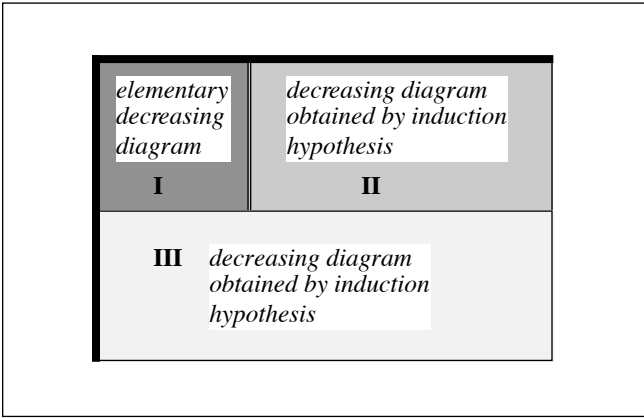 elementary
decreasing
diagram
I
decreasing diagram
obtained by induction
hypothesis
II
III decreasing diagram
obtained by induction
hypothesis